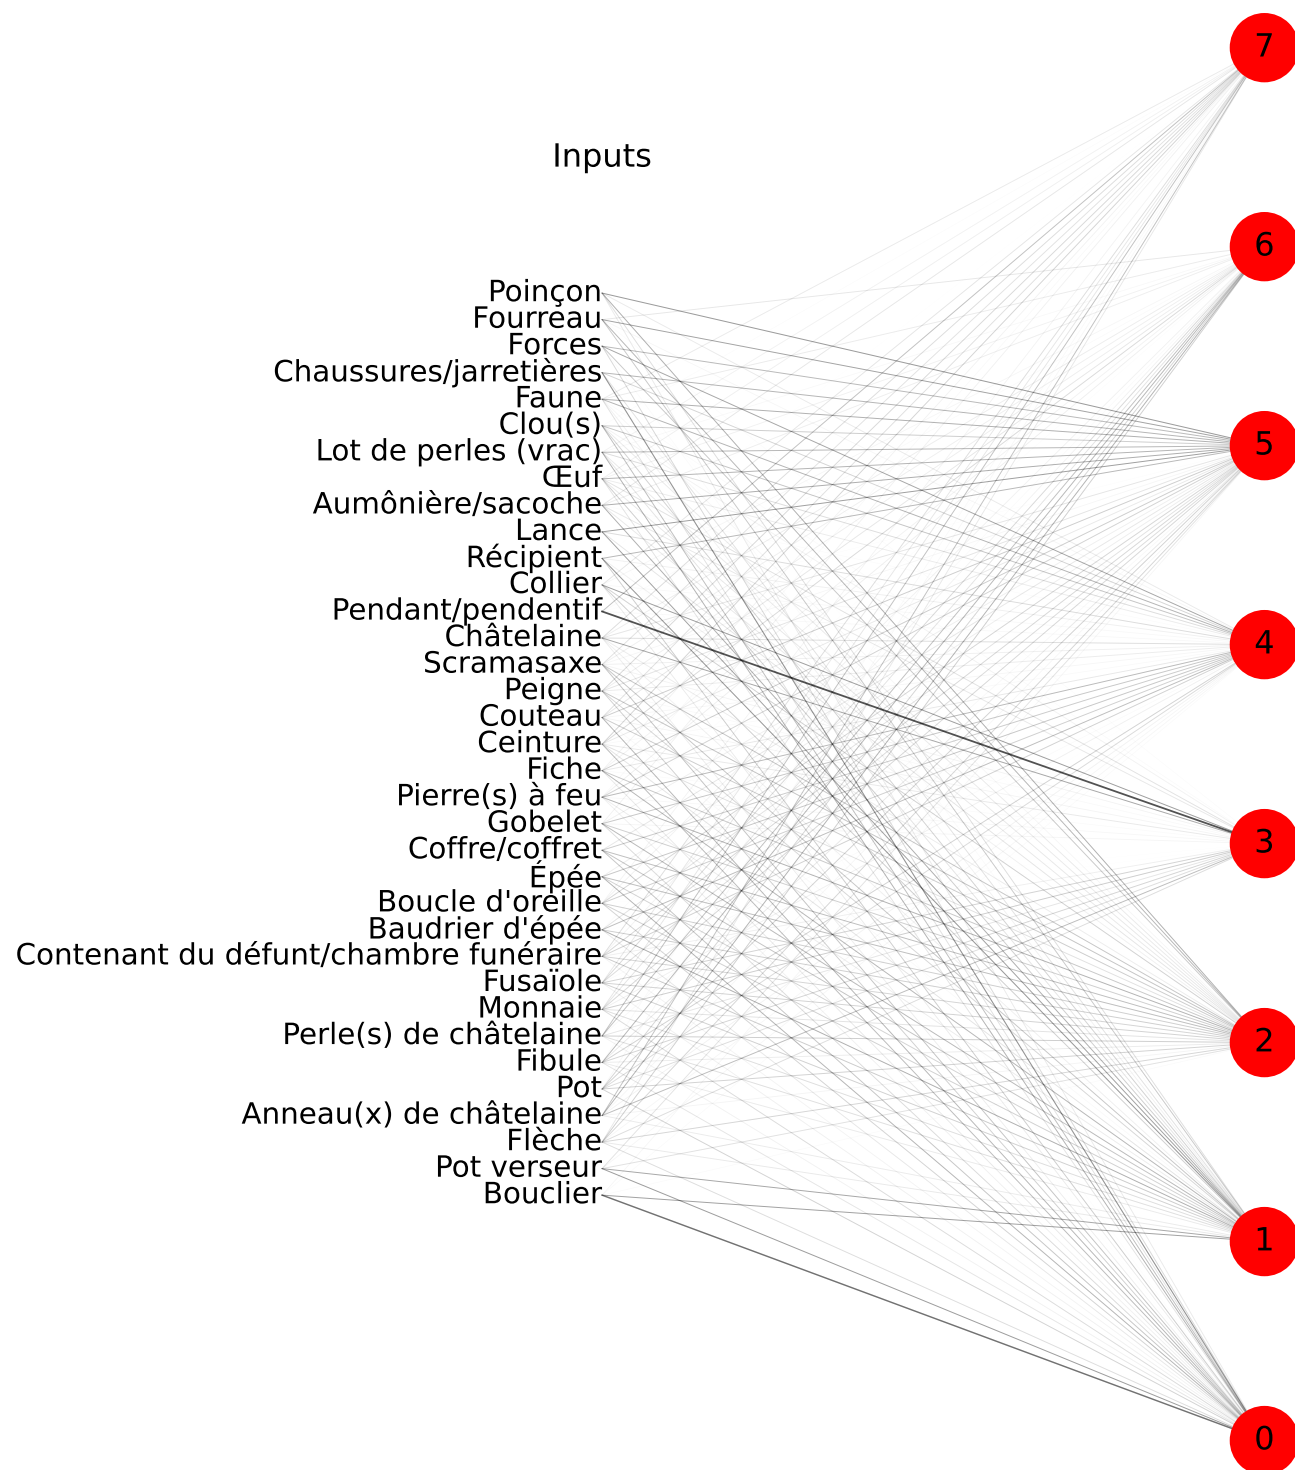 7
Inputs
6
Poinçon
Fourreau
Forces
Chaussures/jarretières
Faune
Clou(s)
5
Lot de perles (vrac)
Œuf
Aumônière/sacoche
Lance
Récipient
Collier
Pendant/pendentif
Châtelaine
4
Scramasaxe
Peigne
Couteau
Ceinture
Fiche
Pierre(s) à feu
Gobelet
3
Coffre/coffret
Épée
Boucle d'oreille
Baudrier d'épée
Contenant du défunt/chambre funéraire
Fusaïole
Monnaie
Perle(s) de châtelaine
2
Fibule
Pot
Anneau(x) de châtelaine
Flèche
Pot verseur
Bouclier
1
0